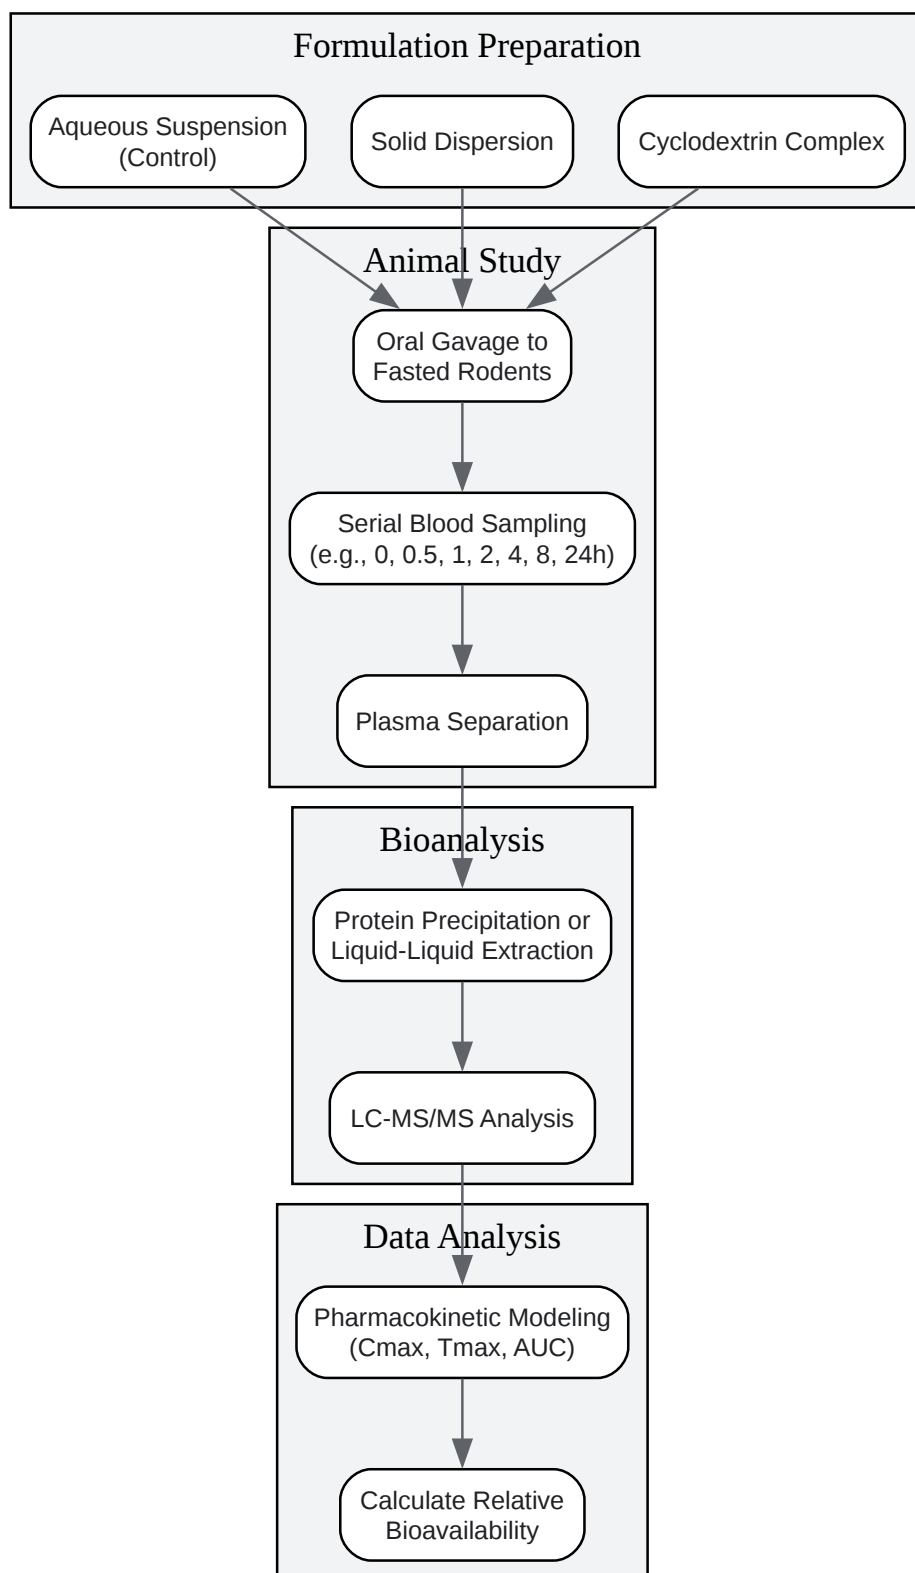 Formulation Preparation
Aqueous Suspension
(Control)
Solid Dispersion
Cyclodextrin Complex
Animal Study
Oral Gavage to
Fasted Rodents
Serial Blood Sampling
(e.g., 0, 0.5, 1, 2, 4, 8, 24h)
Plasma Separation
Bioanalysis
Protein Precipitation or
Liquid-Liquid Extraction
LC-MS/MS Analysis
Data Analysis
Pharmacokinetic Modeling
(Cmax, Tmax, AUC)
Calculate Relative
Bioavailability